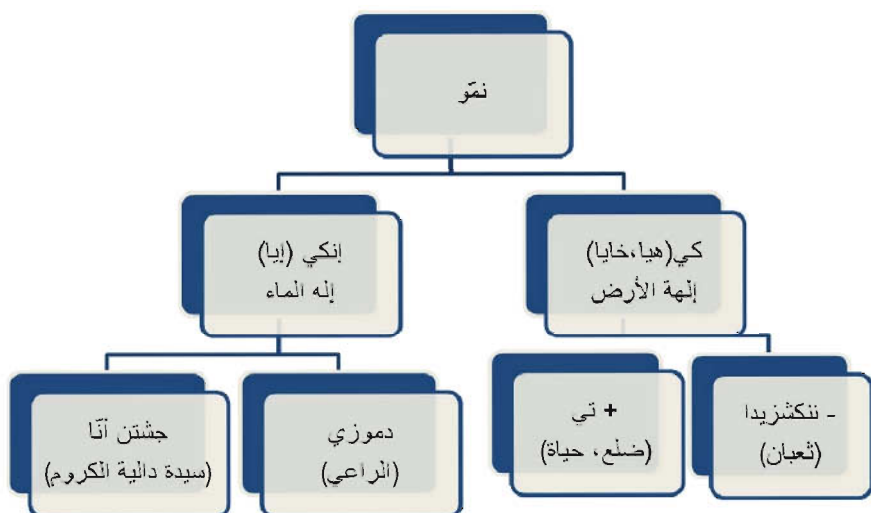 نمّو
كي(هيا،خايا)
إلهة الأرض
إنكي (إيا)
إله الماء
- ننكشزيدا
(ثعبان)
+ تي
(ضلع، حياة)
دموزي
(الراعي)
جشتن أنّا
(سيدة دالية الكروم)